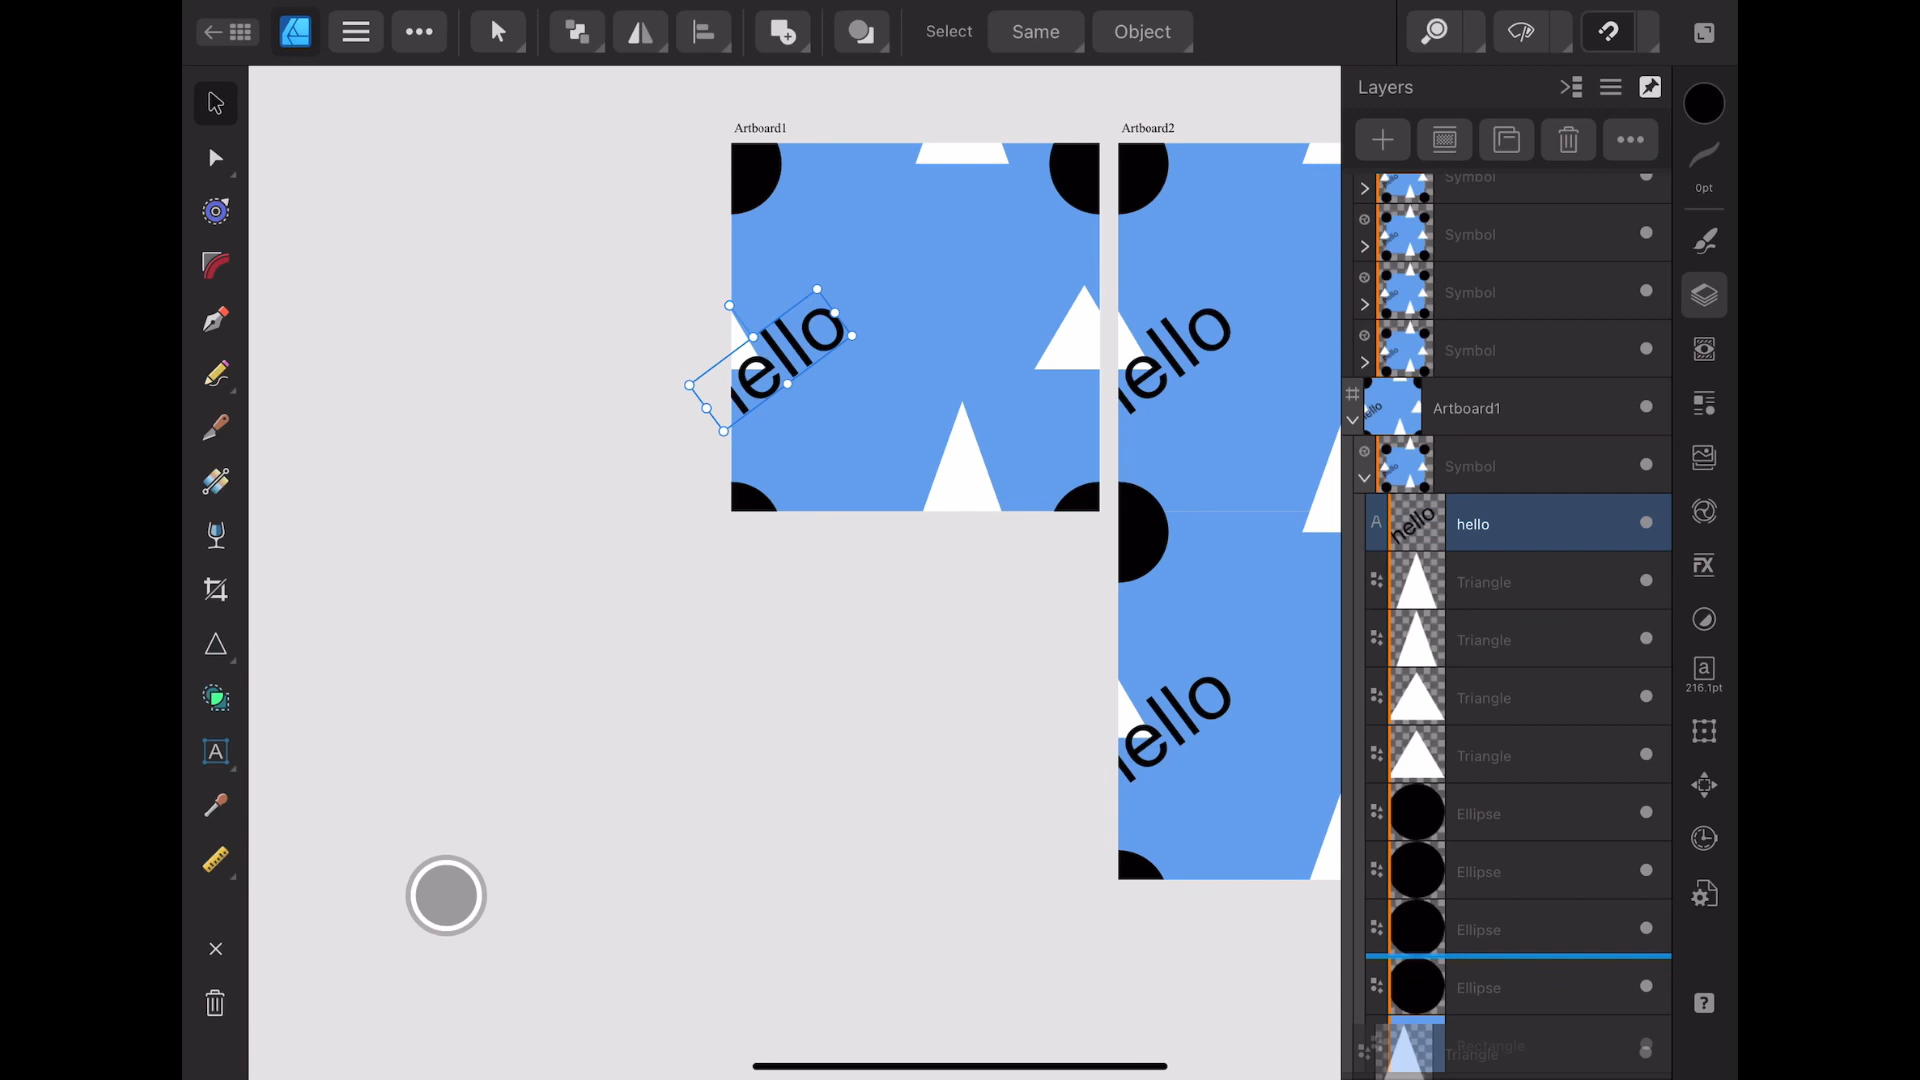 Select
Same
Object
Layers
Artboard1
Artboard2
0pt
Symbol
Symbol
Symbol
Symbol
Artboard1
Symbol
hello
hello
A
hello
hello
Triangle
Triangle
Triangle
Triangle
Ellipse
Ellipse
Ellipse
Ellipse
Rectangle
Triangle
hello
FX
a
216.1pt
A
?